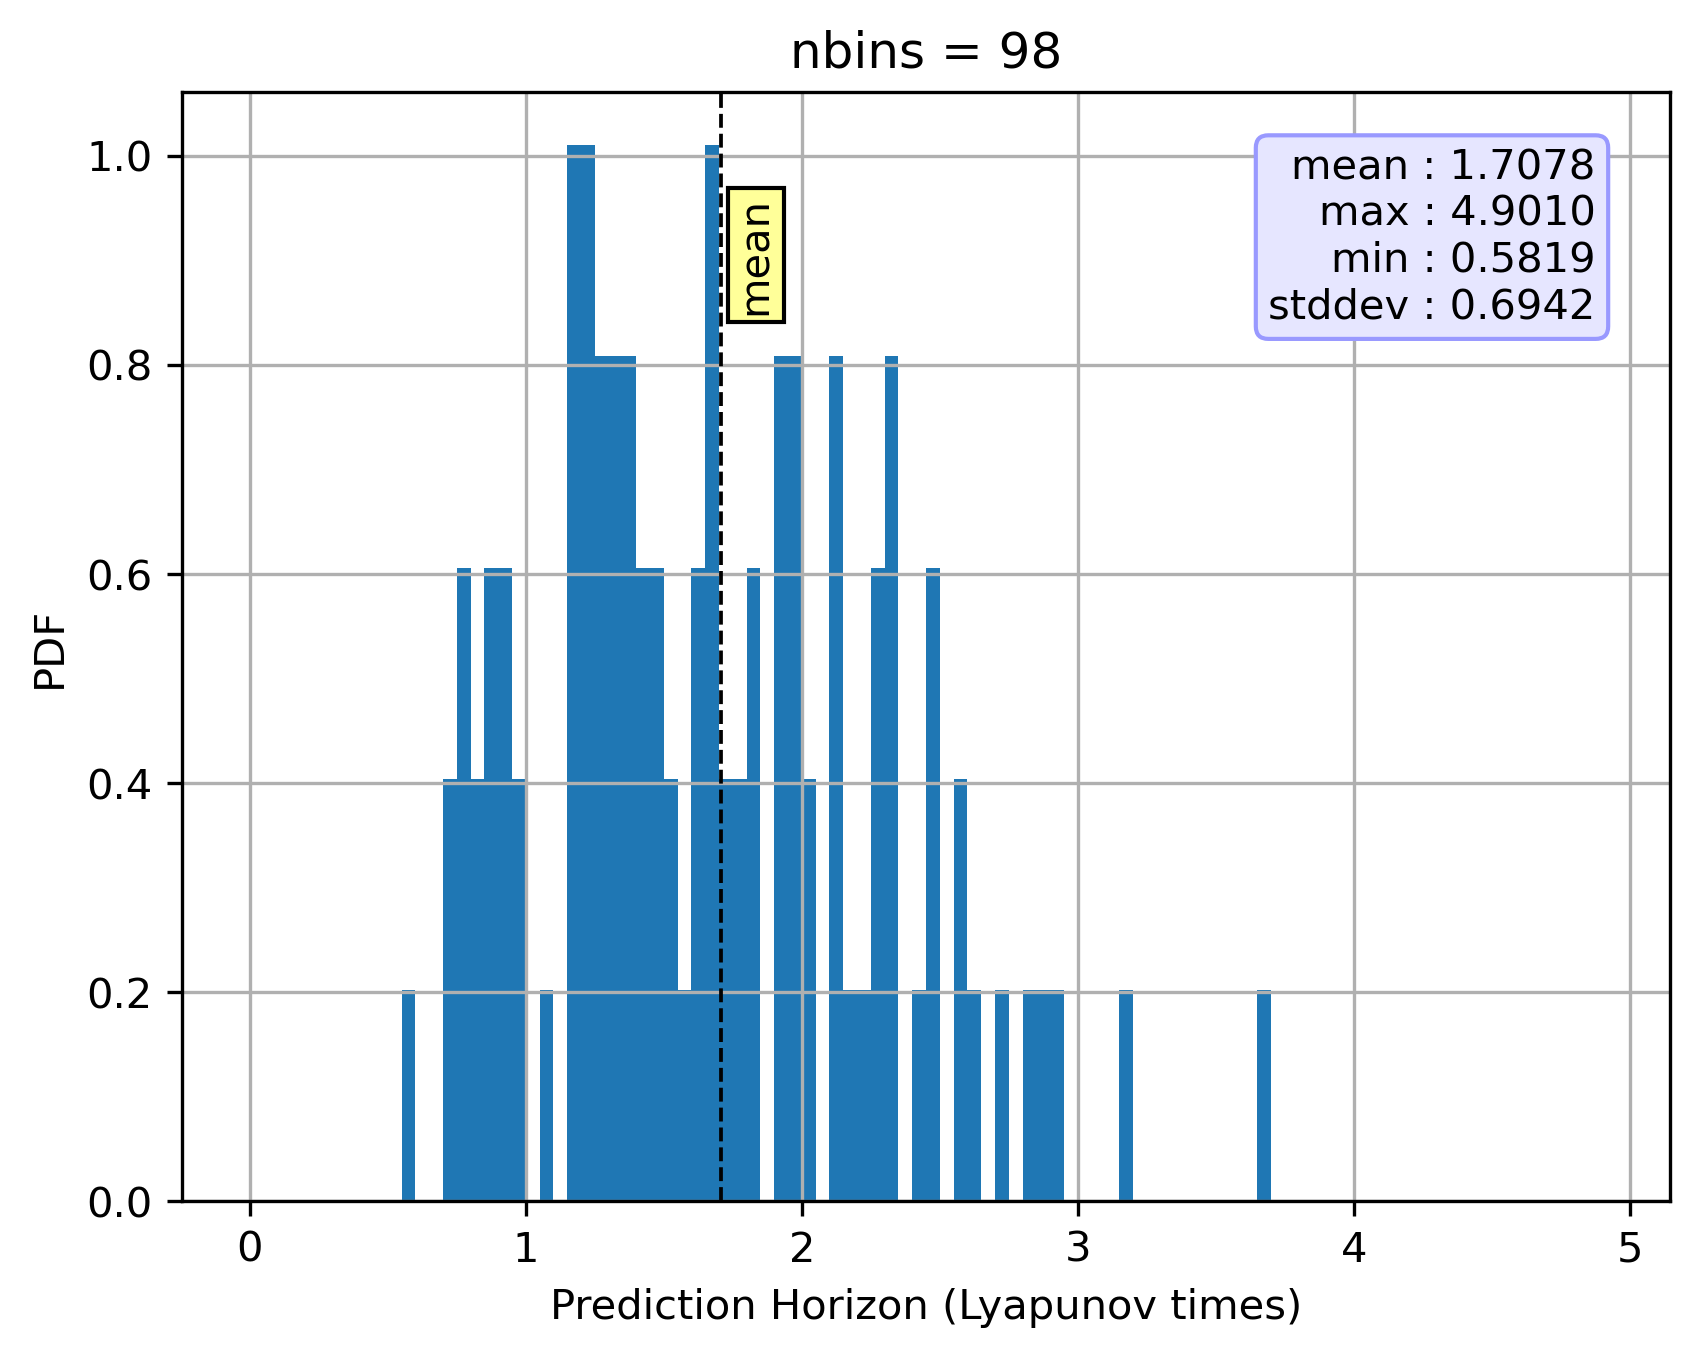 nbins = 98
mean : 1.7078
max : 4.9010
min : 0.5819
stddev : 0.6942
mean
PDF
1.0
0.8
0.6
0.4
0.2
0.0
0 1 2 3 4 5
Prediction Horizon (Lyapunov times)